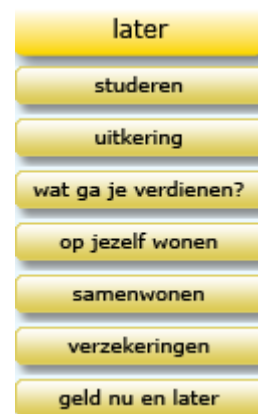 later
studeren
uitkering
wat ga je verdienen?
op jezelf wonen
samenwonen
verzekeringen
geld nu en later